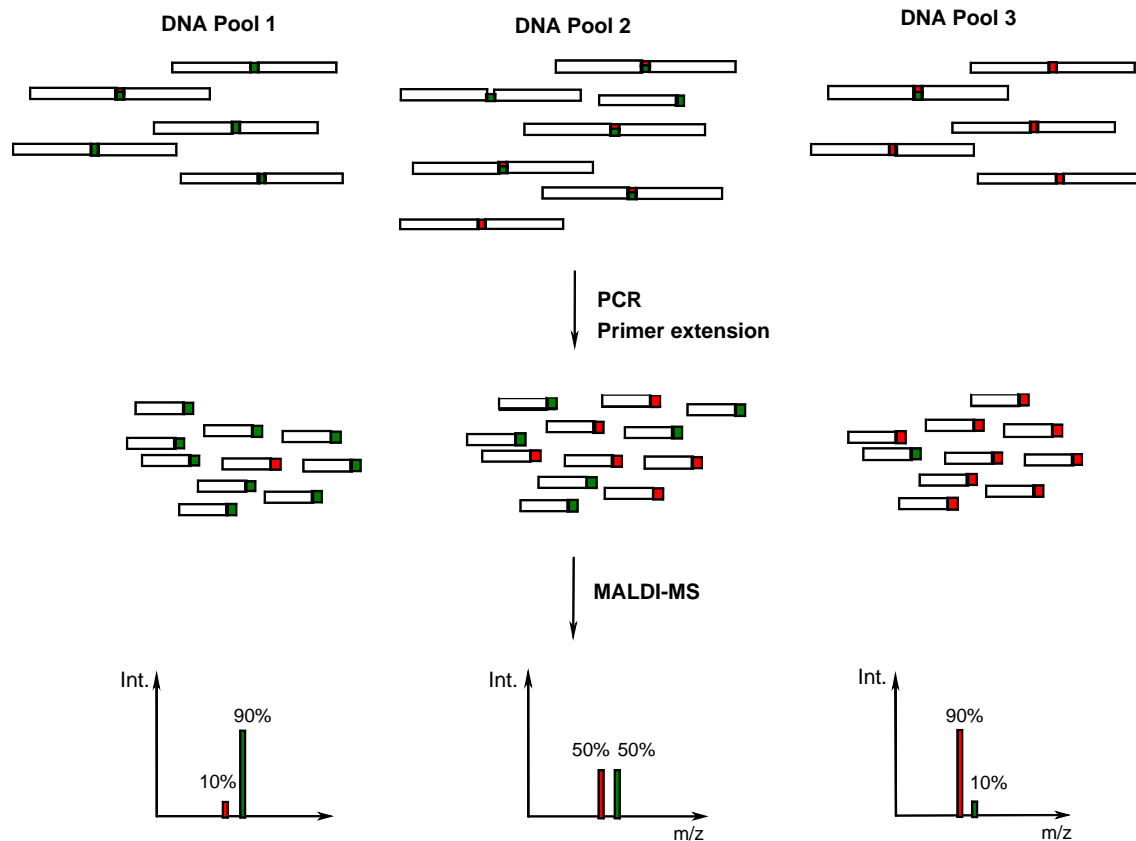 DNA Pool 1
DNA Pool 2
DNA Pool 3
PCR
Primer extension
MALDI-MS
Int.
90%
10%
Int.
50%
50%
m/z
Int.
90%
10%
m/z